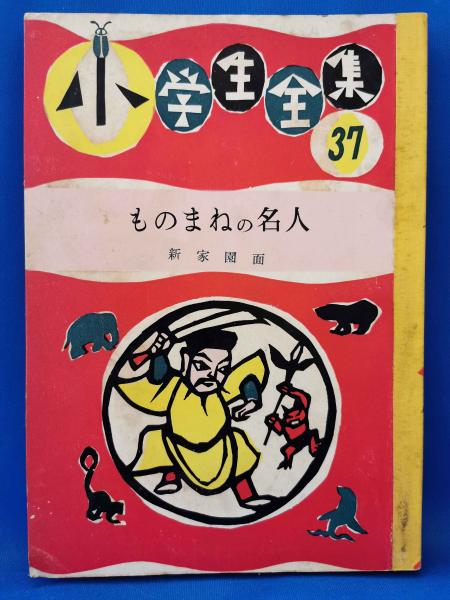 小学生全集
37
ものまねの名人
新家園面